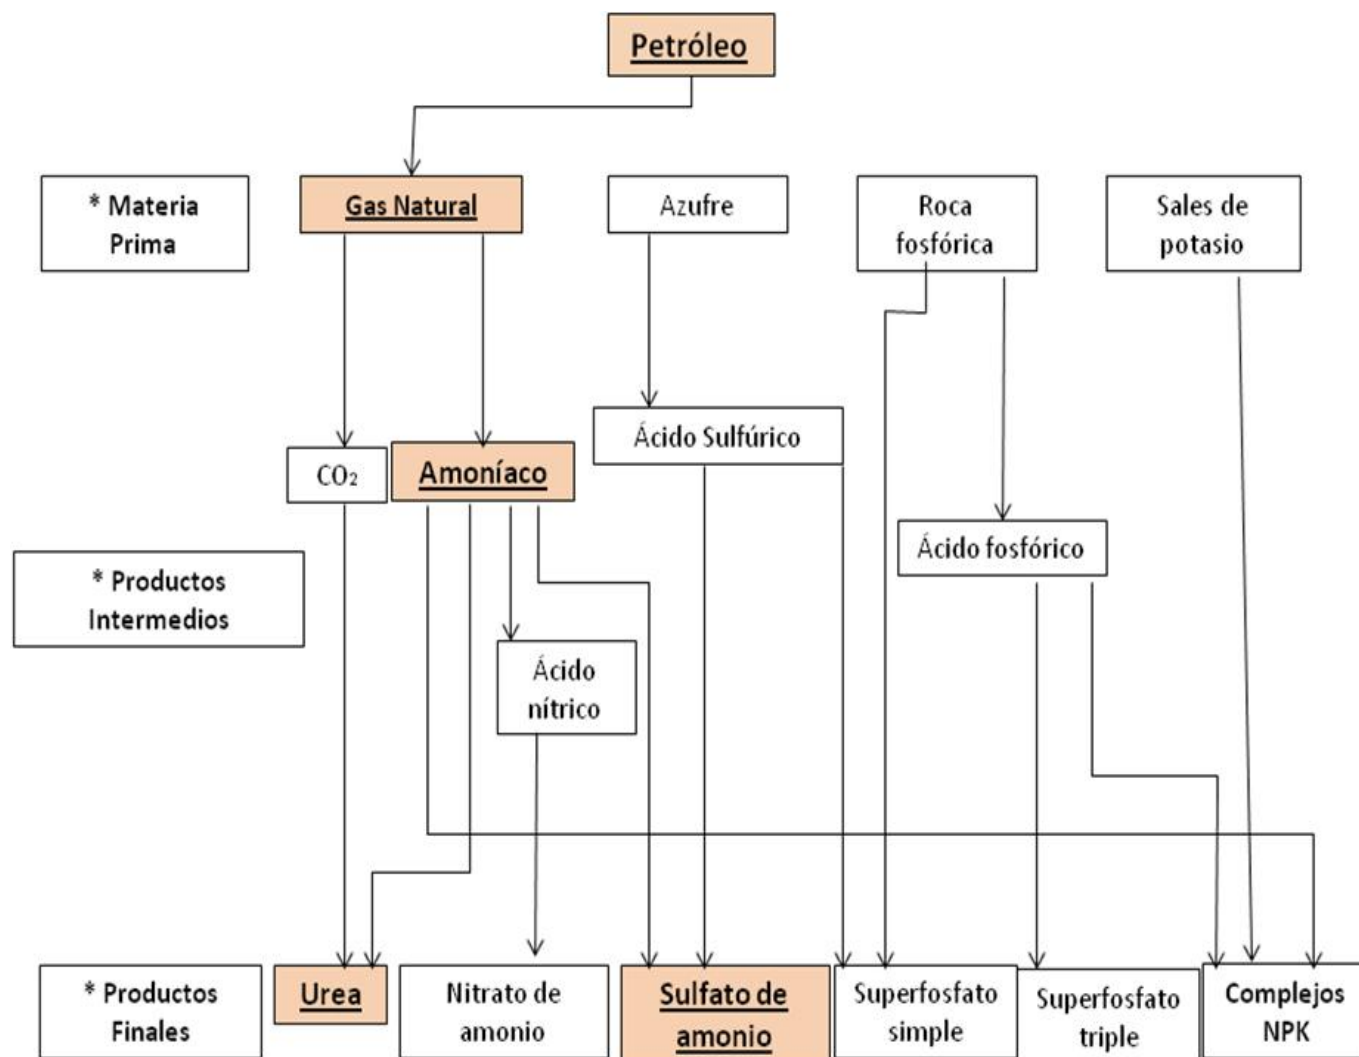 Petróleo
* Materia
Prima
Gas Natural
Azufre
Roca
fosfórica
Sales de
potasio
Ácido Sulfúrico
CO₂
Amoníaco
Ácido fosfórico
* Productos
Intermedios
Ácido
nítrico
* Productos
Finales
Urea
Nitrato de
amonio
Sulfato de
amonio
Superfosfato
simple
Superfosfato
triple
Complejos
NPK